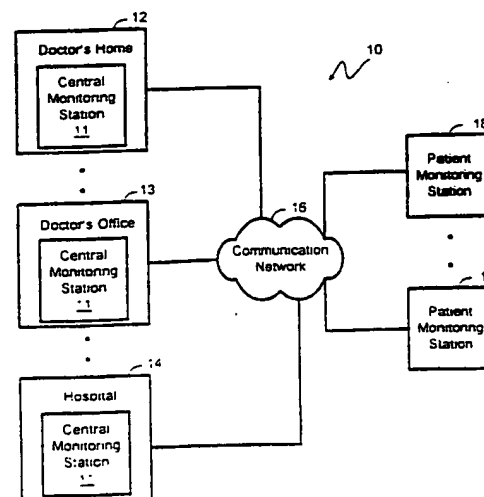 12
Doctor's Home
Central
Monitoring
Station
11
10
13
Doctor's Office
Central
Monitoring
Station
11
14
Hospital
Central
Monitoring
Station
16
Communication
Network
18
Patient
Monitoring
Station
Patient
Monitoring
Station